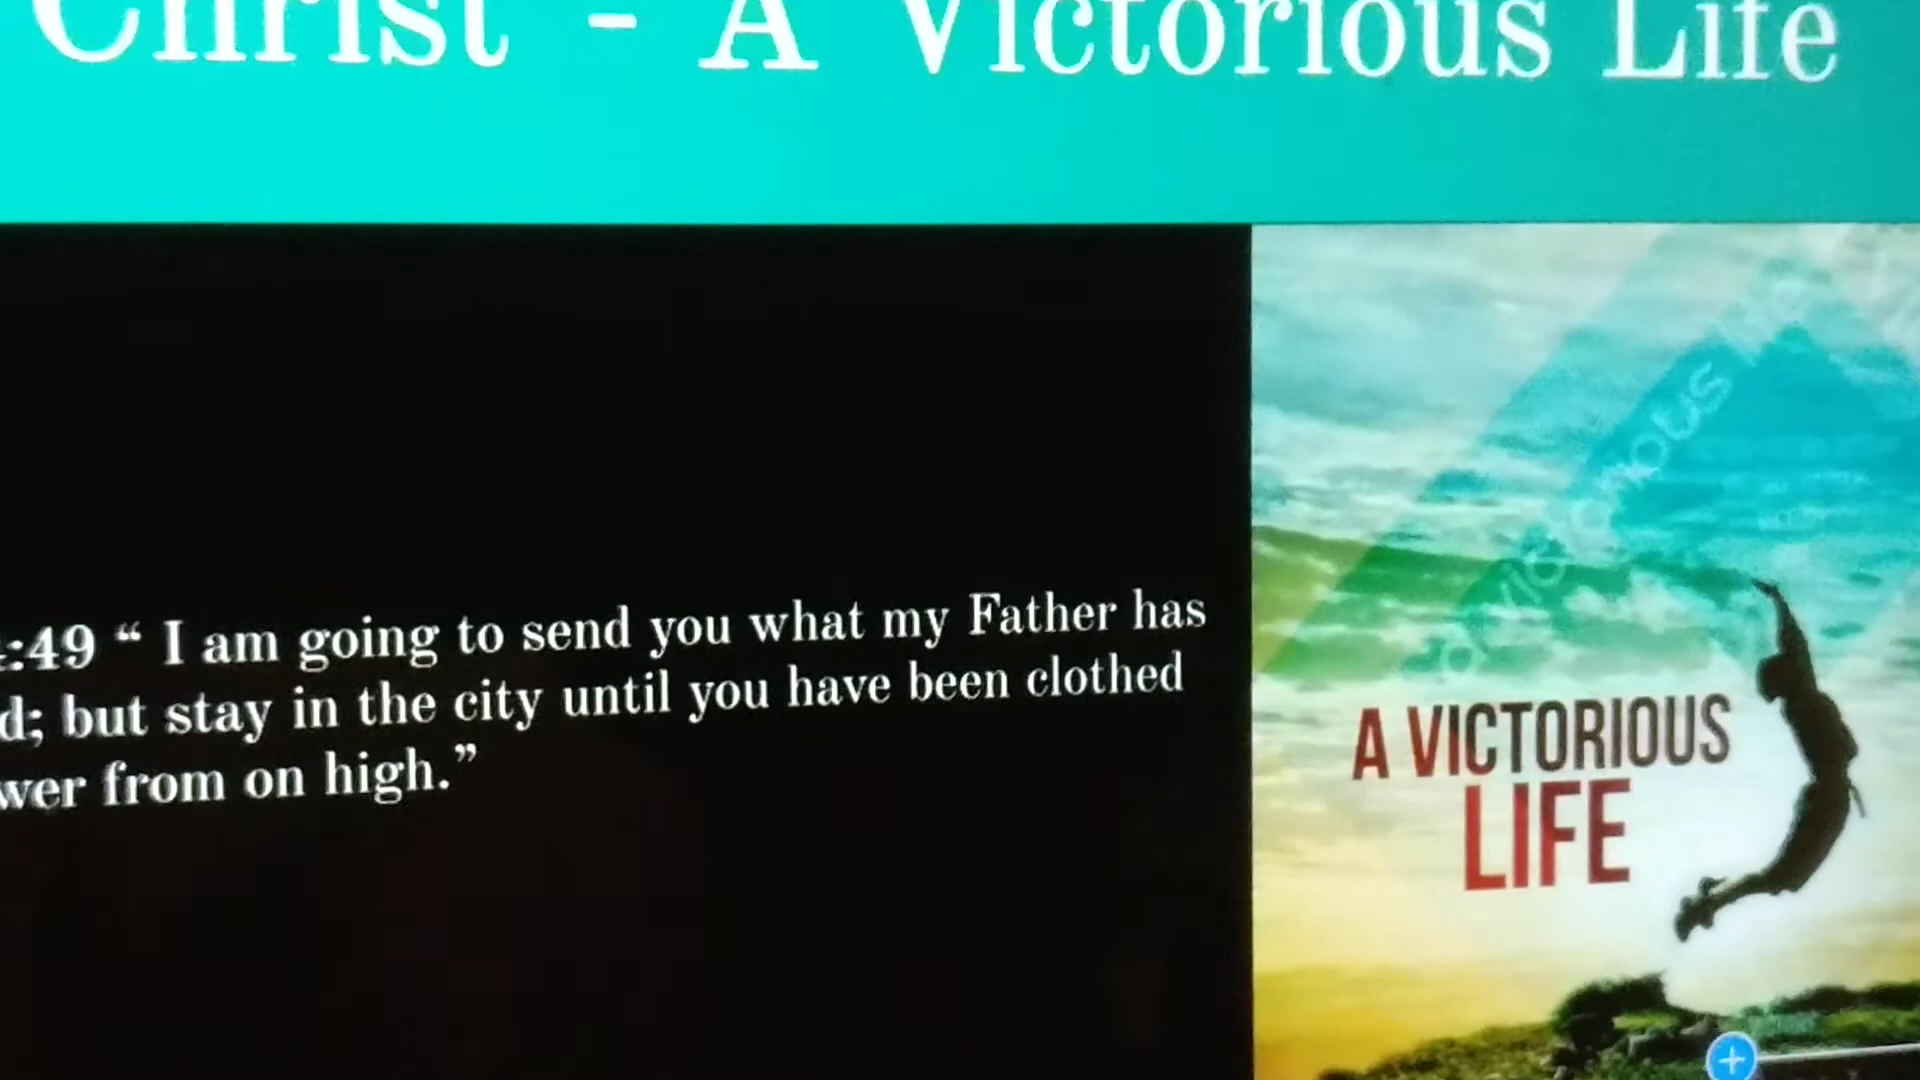 Christ - A Victorious Life
:49 “ I am going to send you what my Father has
d; but stay in the city until you have been clothed
wer from on high.”
A VICTORIOUS
LIFE